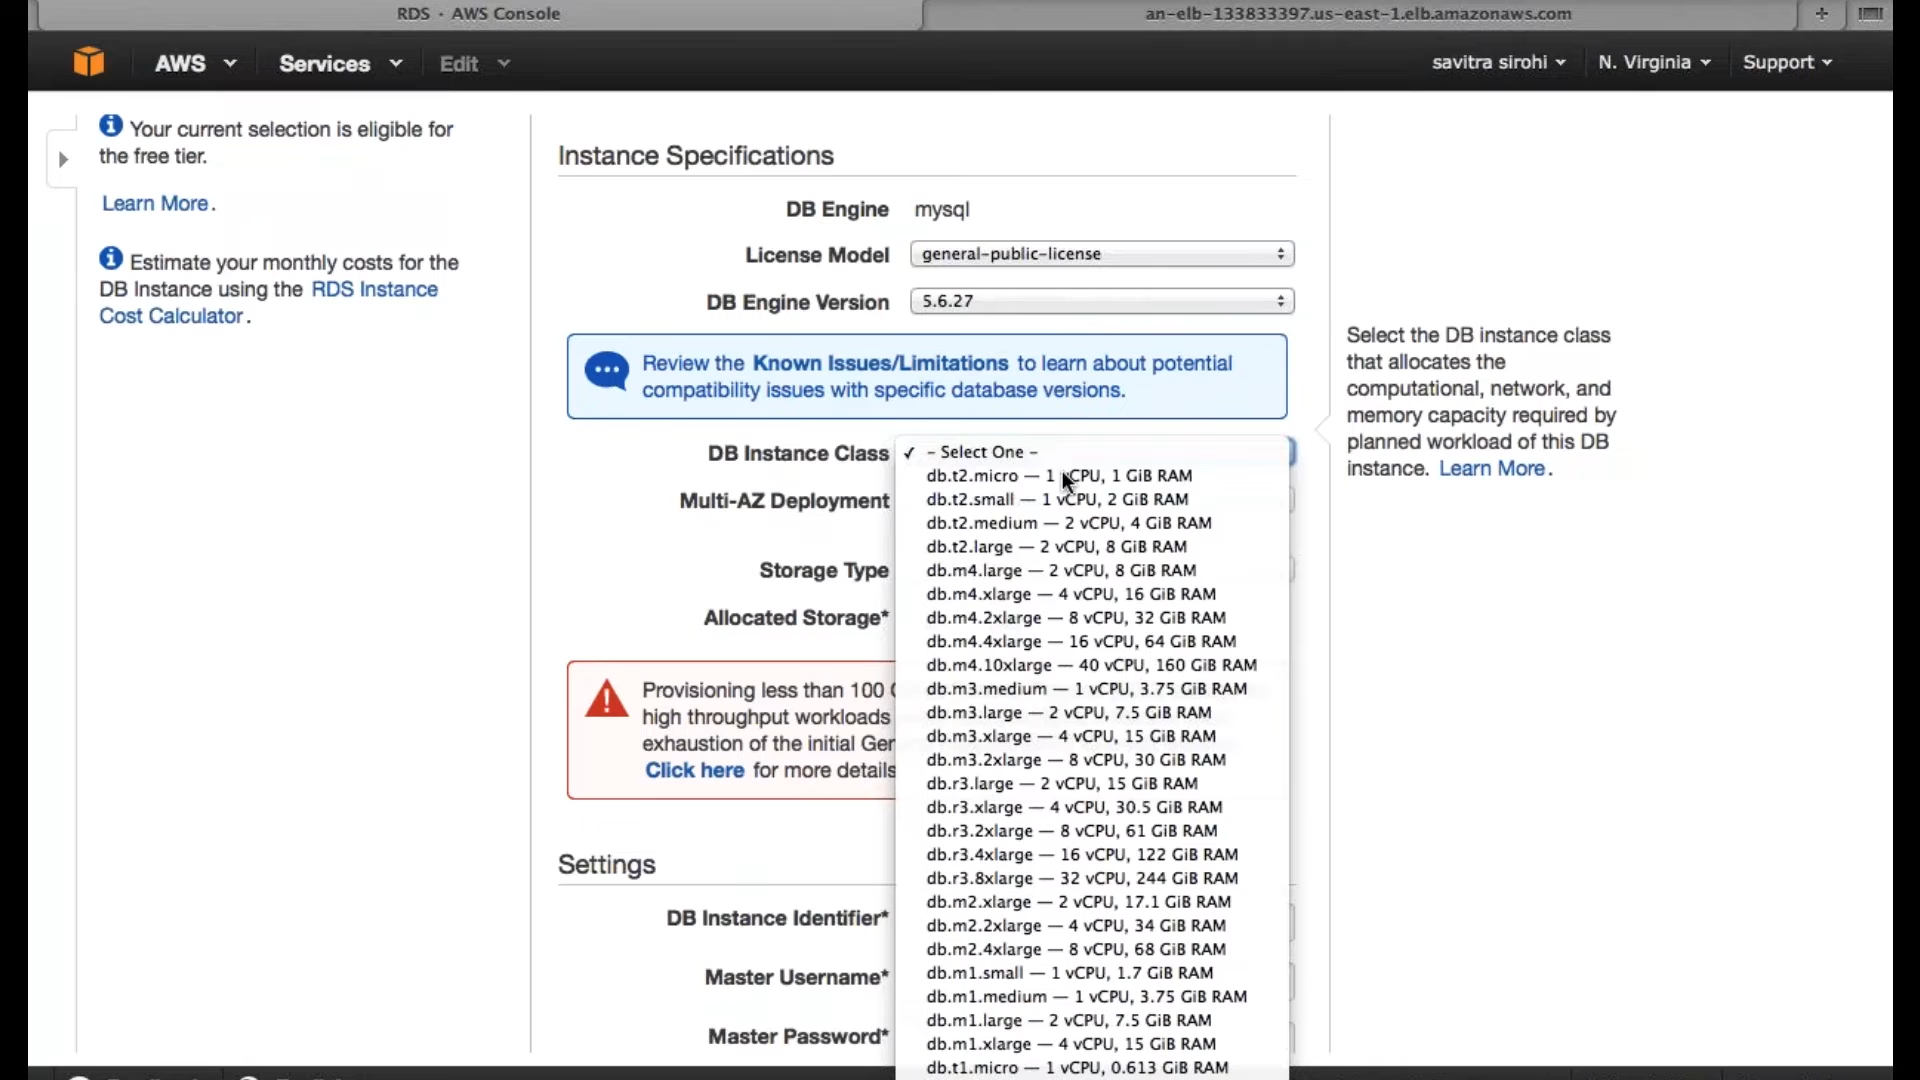 RDS · AWS Console
an-elb-133833397.us-east-1.elb.amazonaws.com
+
AWS
Services
Edit
savitra sirohi
N. Virginia
Support
Your current selection is eligible for
the free tier.
Learn More.
Estimate your monthly costs for the
DB Instance using the RDS Instance
Cost Calculator.
Instance Specifications
DB Engine mysql
License Model general-public-license
DB Engine Version 5.6.27
Review the Known Issues/Limitations to learn about potential
compatibility issues with specific database versions.
DB Instance Class
Multi-AZ Deployment
Storage Type
Allocated Storage*
✓ - Select One -
db.t2.micro — 1 vCPU, 1 GiB RAM
db.t2.small — 1 vCPU, 2 GiB RAM
db.t2.medium — 2 vCPU, 4 GiB RAM
db.t2.large — 2 vCPU, 8 GiB RAM
db.m4.large — 2 vCPU, 8 GiB RAM
db.m4.xlarge — 4 vCPU, 16 GiB RAM
db.m4.2xlarge — 8 vCPU, 32 GiB RAM
db.m4.4xlarge — 16 vCPU, 64 GiB RAM
db.m4.10xlarge — 40 vCPU, 160 GiB RAM
db.m3.medium — 1 vCPU, 3.75 GiB RAM
db.m3.large — 2 vCPU, 7.5 GiB RAM
db.m3.xlarge — 4 vCPU, 15 GiB RAM
db.m3.2xlarge — 8 vCPU, 30 GiB RAM
db.r3.large — 2 vCPU, 15 GiB RAM
db.r3.xlarge — 4 vCPU, 30.5 GiB RAM
db.r3.2xlarge — 8 vCPU, 61 GiB RAM
db.r3.4xlarge — 16 vCPU, 122 GiB RAM
db.r3.8xlarge — 32 vCPU, 244 GiB RAM
db.m2.xlarge — 2 vCPU, 17.1 GiB RAM
db.m2.2xlarge — 4 vCPU, 34 GiB RAM
db.m2.4xlarge — 8 vCPU, 68 GiB RAM
db.m1.small — 1 vCPU, 1.7 GiB RAM
db.m1.medium — 1 vCPU, 3.75 GiB RAM
db.m1.large — 2 vCPU, 7.5 GiB RAM
db.m1.xlarge — 4 vCPU, 15 GiB RAM
db.t1.micro — 1 vCPU, 0.613 GiB RAM
Provisioning less than 100
high throughput workloads
exhaustion of the initial Ger
Click here for more details
Settings
DB Instance Identifier*
Master Username*
Master Password*
Select the DB instance class
that allocates the
computational, network, and
memory capacity required by
planned workload of this DB
instance. Learn More.